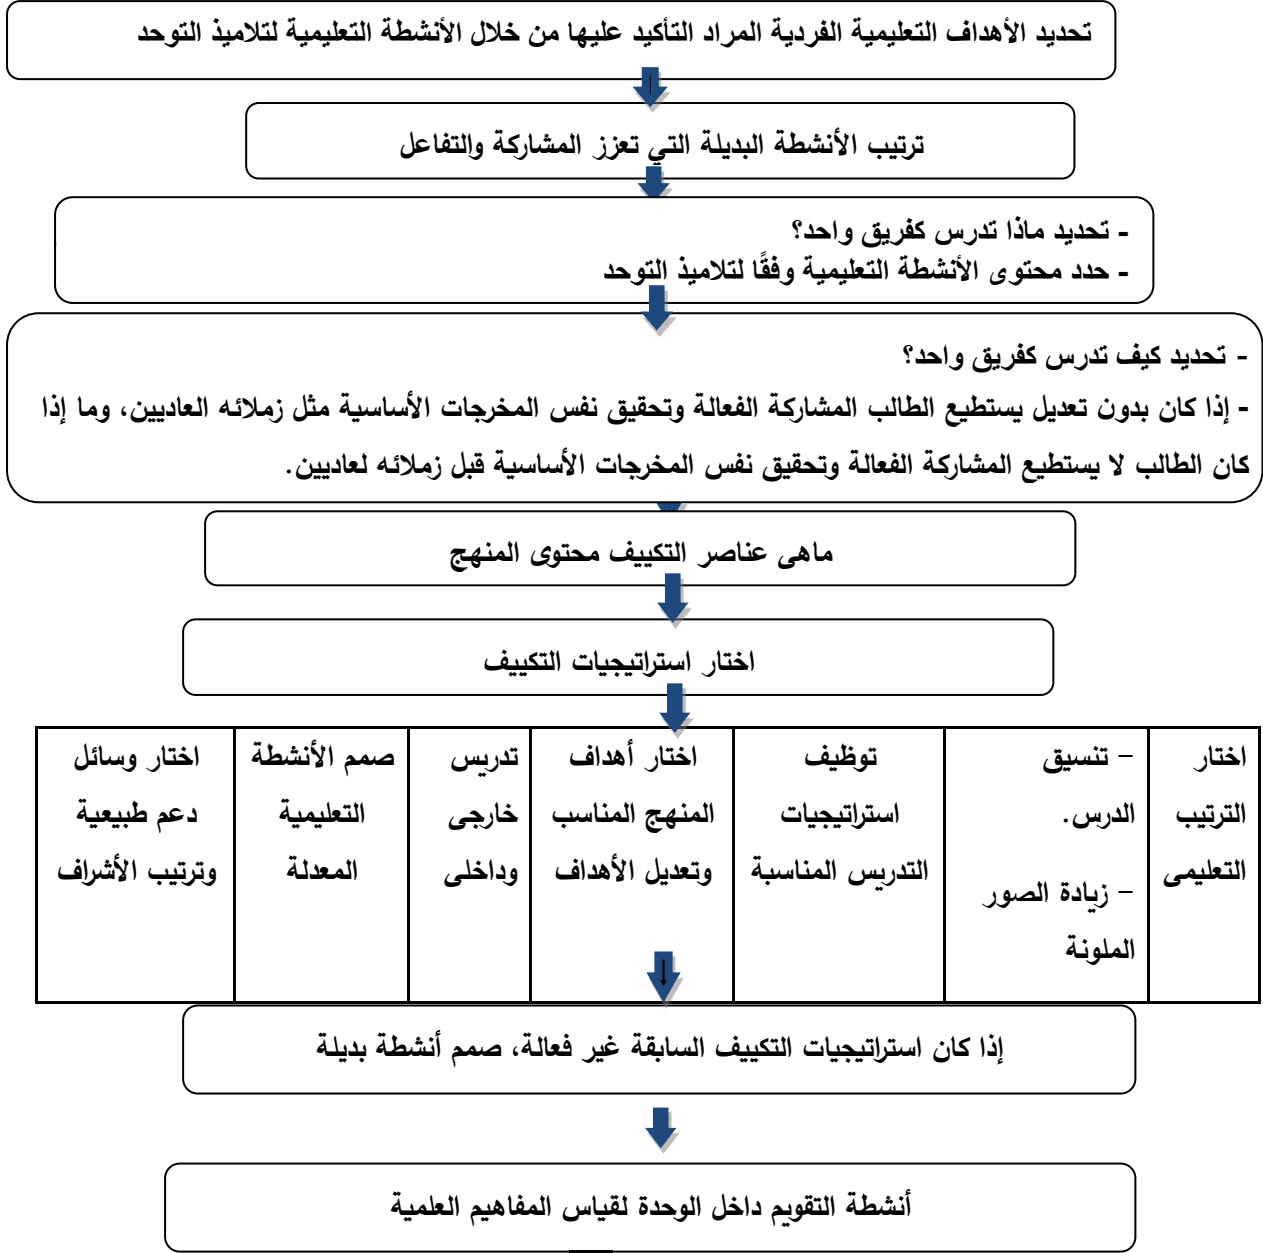 تحديد الأهداف التعليمية الفردية المراد التأكيد عليها من خلال الأنشطة التعليمية لتلاميذ التوحد
ترتيب الأنشطة البديلة التي تعزز المشاركة والتفاعل
- تحديد ماذا تدرس كفريق واحد؟
- حدد محتوى الأنشطة التعليمية وفقًا لتلاميذ التوحد
- تحديد كيف تدرس كفريق واحد؟
- إذا كان بدون تعديل يستطيع الطالب المشاركة الفعالة وتحقيق نفس المخرجات الأساسية مثل زملائه العاديين، وما إذا
كان الطالب لا يستطيع المشاركة الفعالة وتحقيق نفس المخرجات الأساسية قبل زملائه لعاديين.
ماهى عناصر التكييف محتوى المنهج
اختار استراتيجيات التكييف
اختار
الترتيب
التعليمى
– تنسيق
الدرس.
– زيادة الصور
الملونة
توظيف
استراتيجيات
التدريس المناسبة
اختار أهداف
المنهج المناسب
وتعديل الأهداف
تدريس
خارجى
وداخلى
صمم الأنشطة
التعليمية
المعدلة
اختار وسائل
دعم طبيعية
وترتيب الأشراف
إذا كان استراتيجيات التكييف السابقة غير فعالة، صمم أنشطة بديلة
أنشطة التقويم داخل الوحدة لقياس المفاهيم العلمية